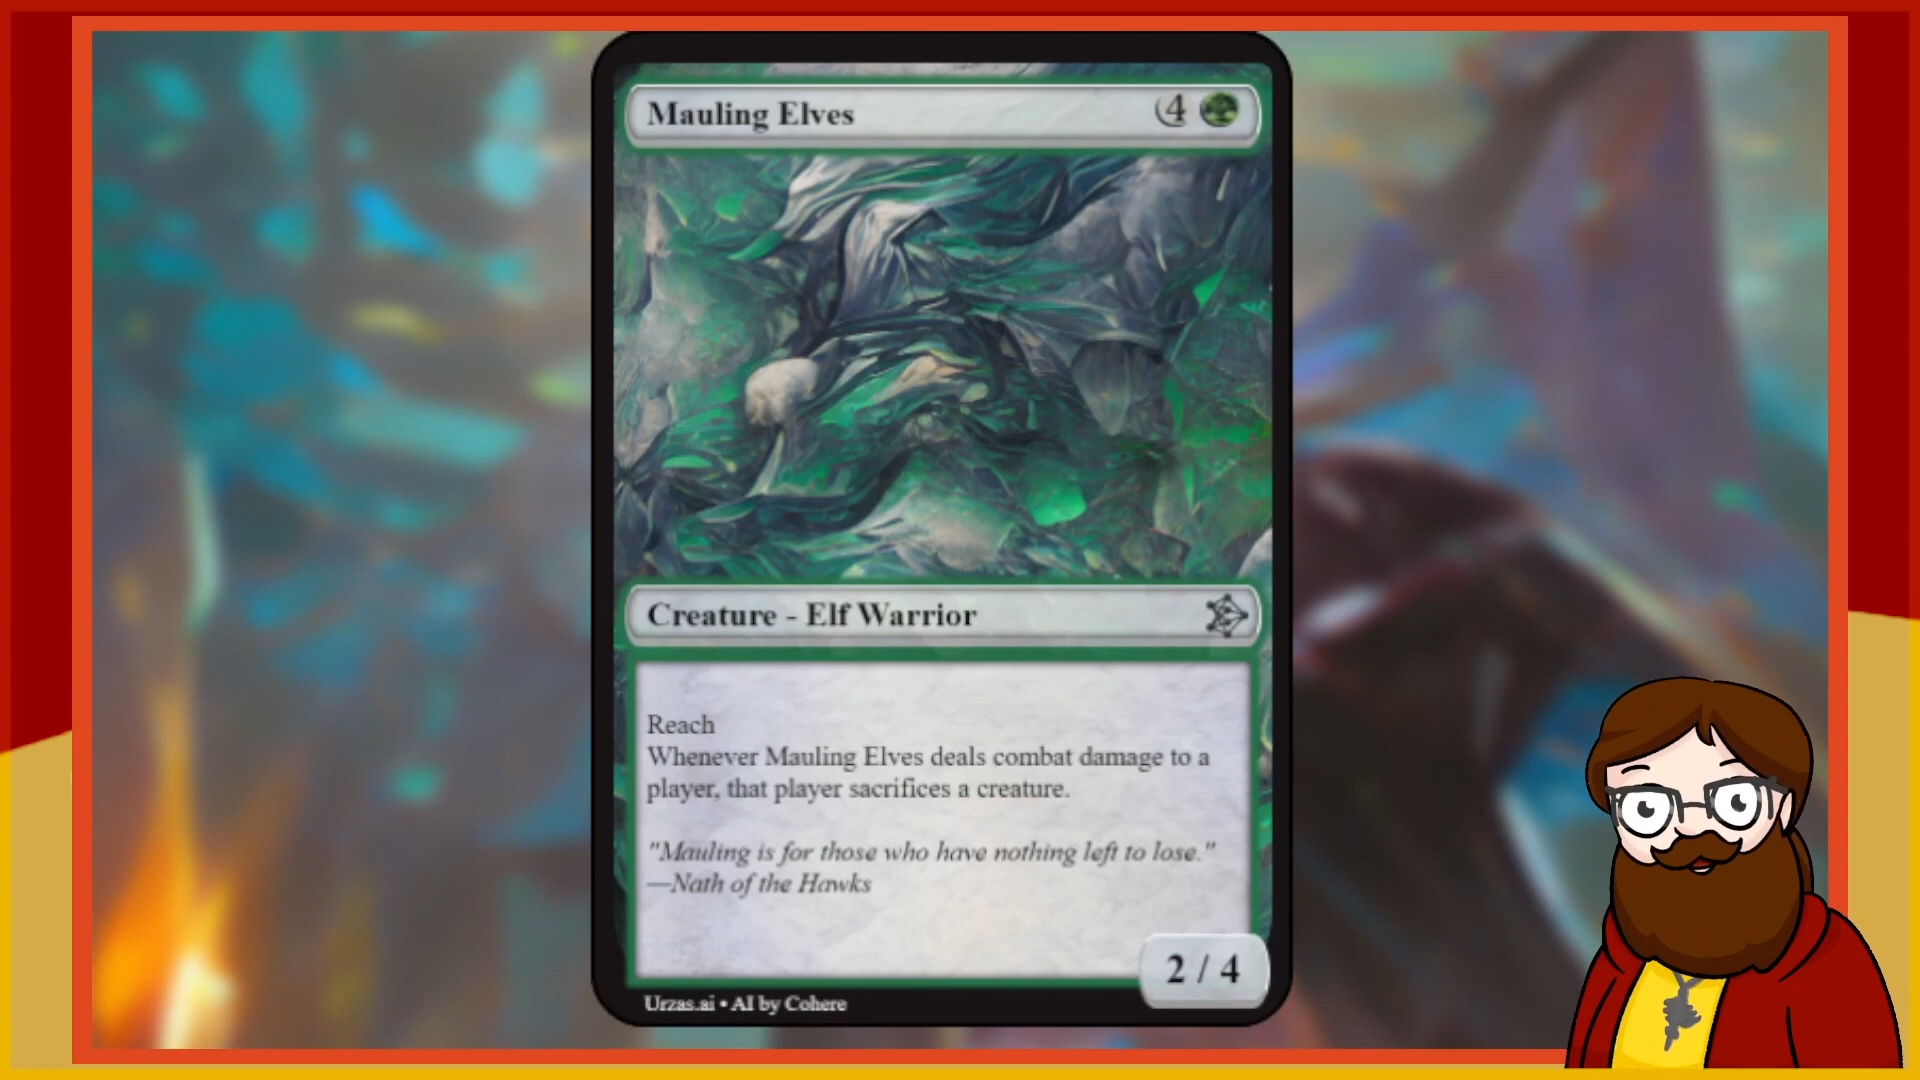 Mauling Elves 4
Creature - Elf Warrior
Reach
Whenever Mauling Elves deals combat damage to a
player, that player sacrifices a creature.
"Mauling is for those who have nothing left to lose."
—Nath of the Hawks
2 / 4
Urzas.ai • AI by Cohere